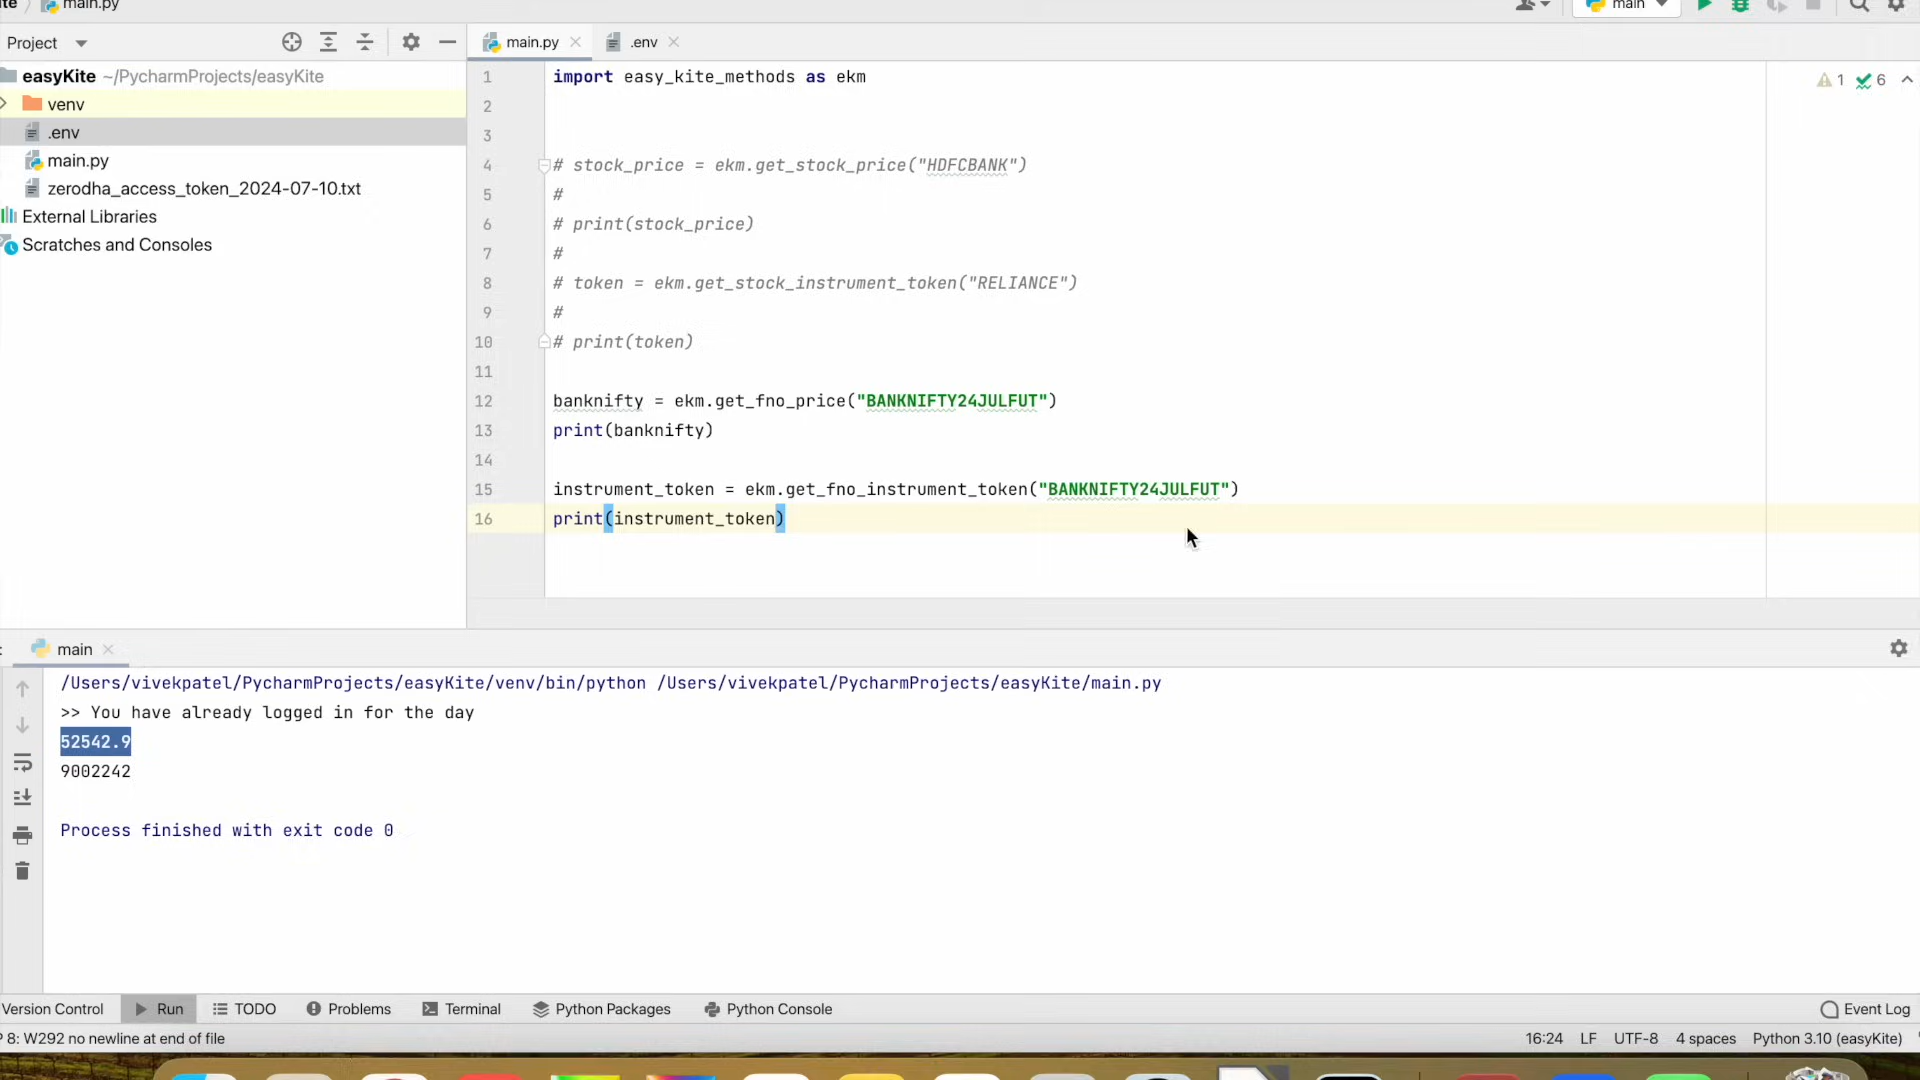 main.py
main
Project
main.py
.env
easyKite ~/PycharmProjects/easyKite
venv
.env
main.py
zerodha_access_token_2024-07-10.txt
External Libraries
Scratches and Consoles
1 import easy_kite_methods as ekm
2
3
4 # stock_price = ekm.get_stock_price("HDFCBANK")
5 #
6 # print(stock_price)
7 #
8 # token = ekm.get_stock_instrument_token("RELIANCE")
9 #
10 # print(token)
11
12 banknifty = ekm.get_fno_price("BANKNIFTY24JULFUT")
13 print(banknifty)
14
15 instrument_token = ekm.get_fno_instrument_token("BANKNIFTY24JULFUT")
16 print(instrument_token)
1 6
main
/Users/vivekpatel/PycharmProjects/easyKite/venv/bin/python /Users/vivekpatel/PycharmProjects/easyKite/main.py
>> You have already logged in for the day
52542.9
9002242
Process finished with exit code 0
Version Control Run TODO Problems Terminal Python Packages Python Console Event Log
8: W292 no newline at end of file 16:24 LF UTF-8 4 spaces Python 3.10 (easyKite)